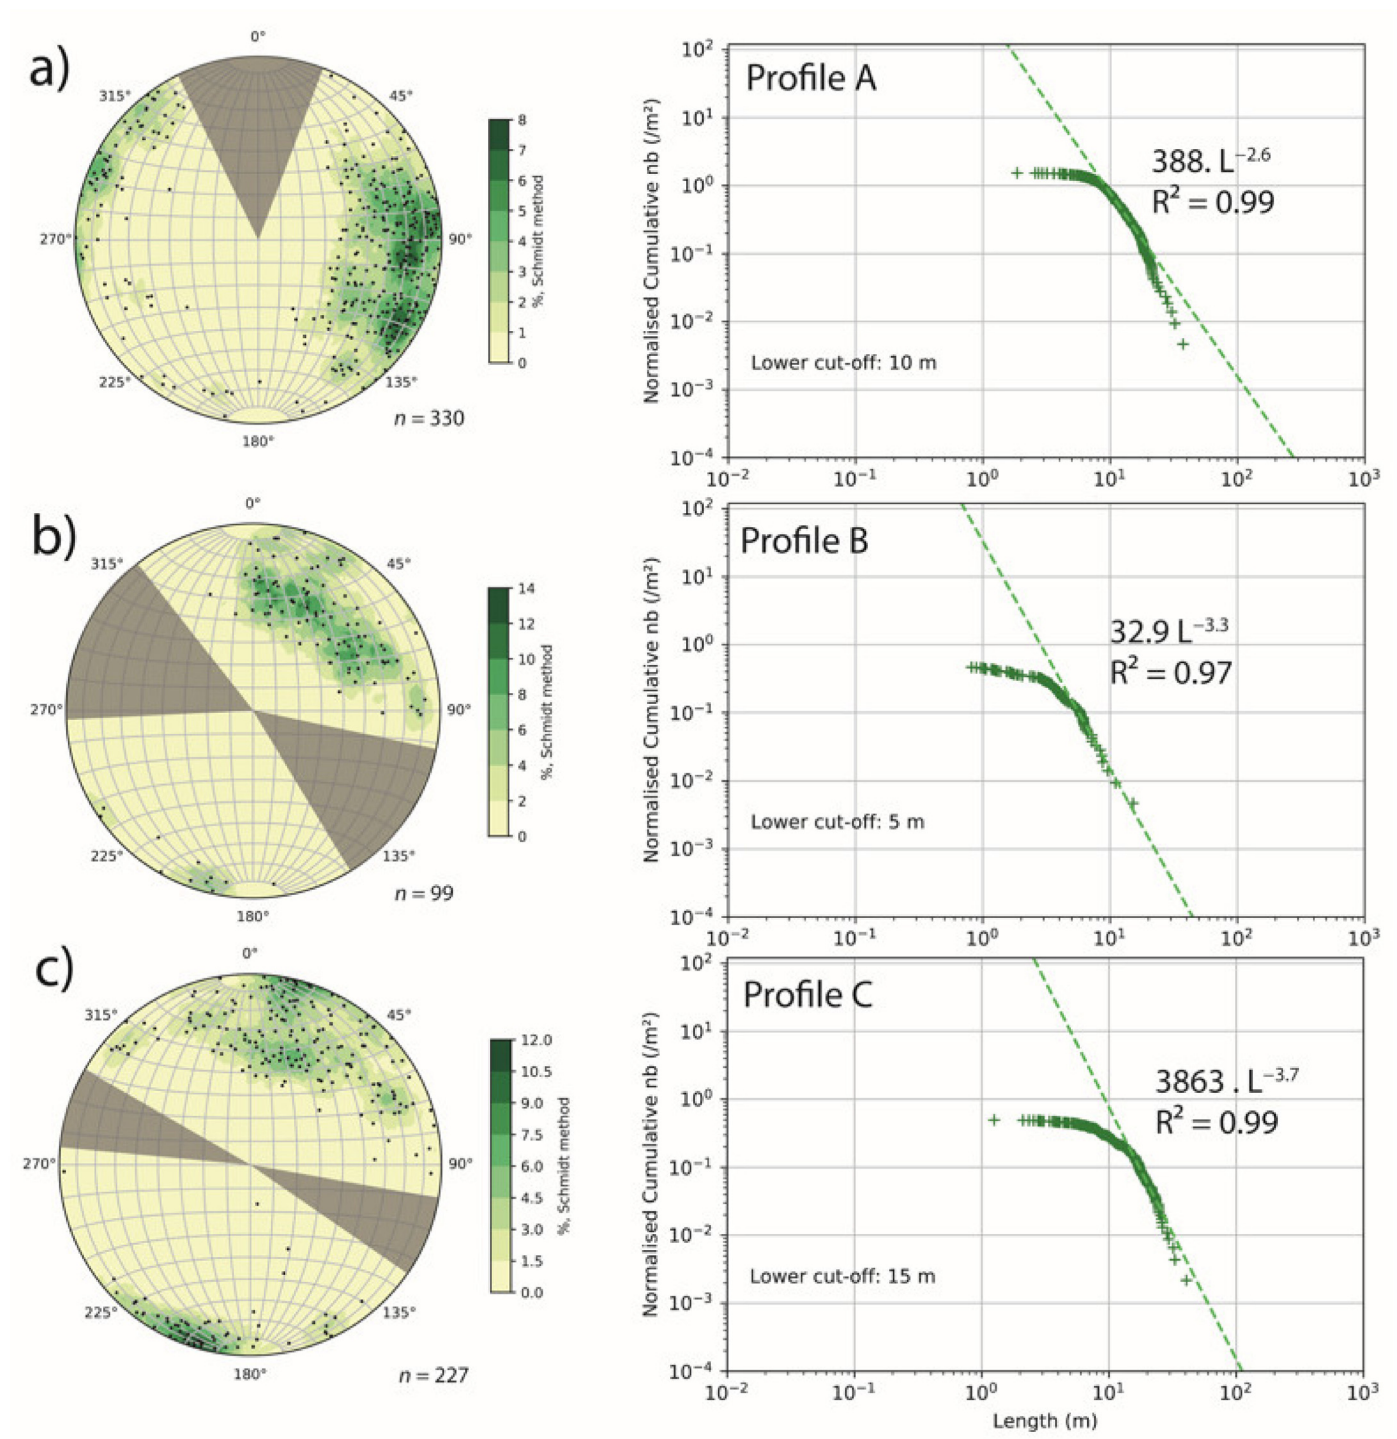 a)
0°
45°
90°
135°
180°
225°
270°
315°
n = 330
8
7
6
5
4
3
2
1
0
%, Schmidt method
Profile A
388. L⁻²·⁶
R² = 0.99
Lower cut-off: 10 m
Normalised Cumulative nb (/m²)
10²
10¹
10⁰
10⁻¹
10⁻²
10⁻³
10⁻⁴
10⁻² 10⁻¹ 10⁰ 10¹ 10² 10³
b)
0°
45°
90°
135°
180°
225°
270°
315°
n = 99
14
12
10
8
6
4
2
0
%, Schmidt method
Profile B
32.9 L⁻³·³
R² = 0.97
Lower cut-off: 5 m
Normalised Cumulative nb (/m²)
10²
10¹
10⁰
10⁻¹
10⁻²
10⁻³
10⁻⁴
10⁻² 10⁻¹ 10⁰ 10¹ 10² 10³
c)
0°
45°
90°
135°
180°
225°
270°
315°
n = 227
12.0
10.5
9.0
7.5
6.0
4.5
3.0
1.5
0.0
%, Schmidt method
Profile C
3863 . L⁻³·⁷
R² = 0.99
Lower cut-off: 15 m
Normalised Cumulative nb (/m²)
10²
10¹
10⁰
10⁻¹
10⁻²
10⁻³
10⁻⁴
10⁻² 10⁻¹ 10⁰ 10¹ 10² 10³
Length (m)